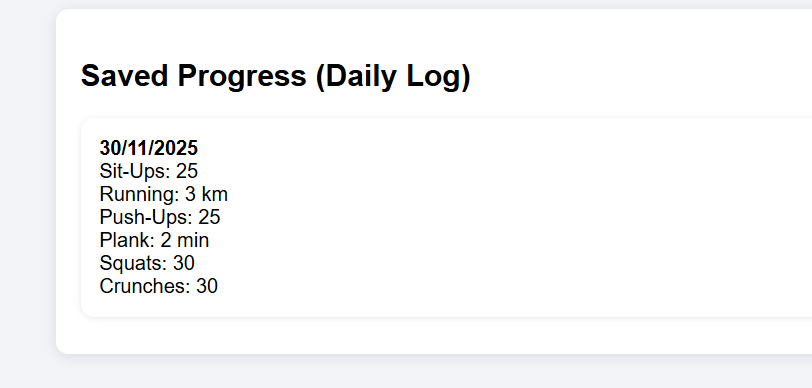 Saved Progress (Daily Log)
30/11/2025
Sit-Ups: 25
Running: 3 km
Push-Ups: 25
Plank: 2 min
Squats: 30
Crunches: 30